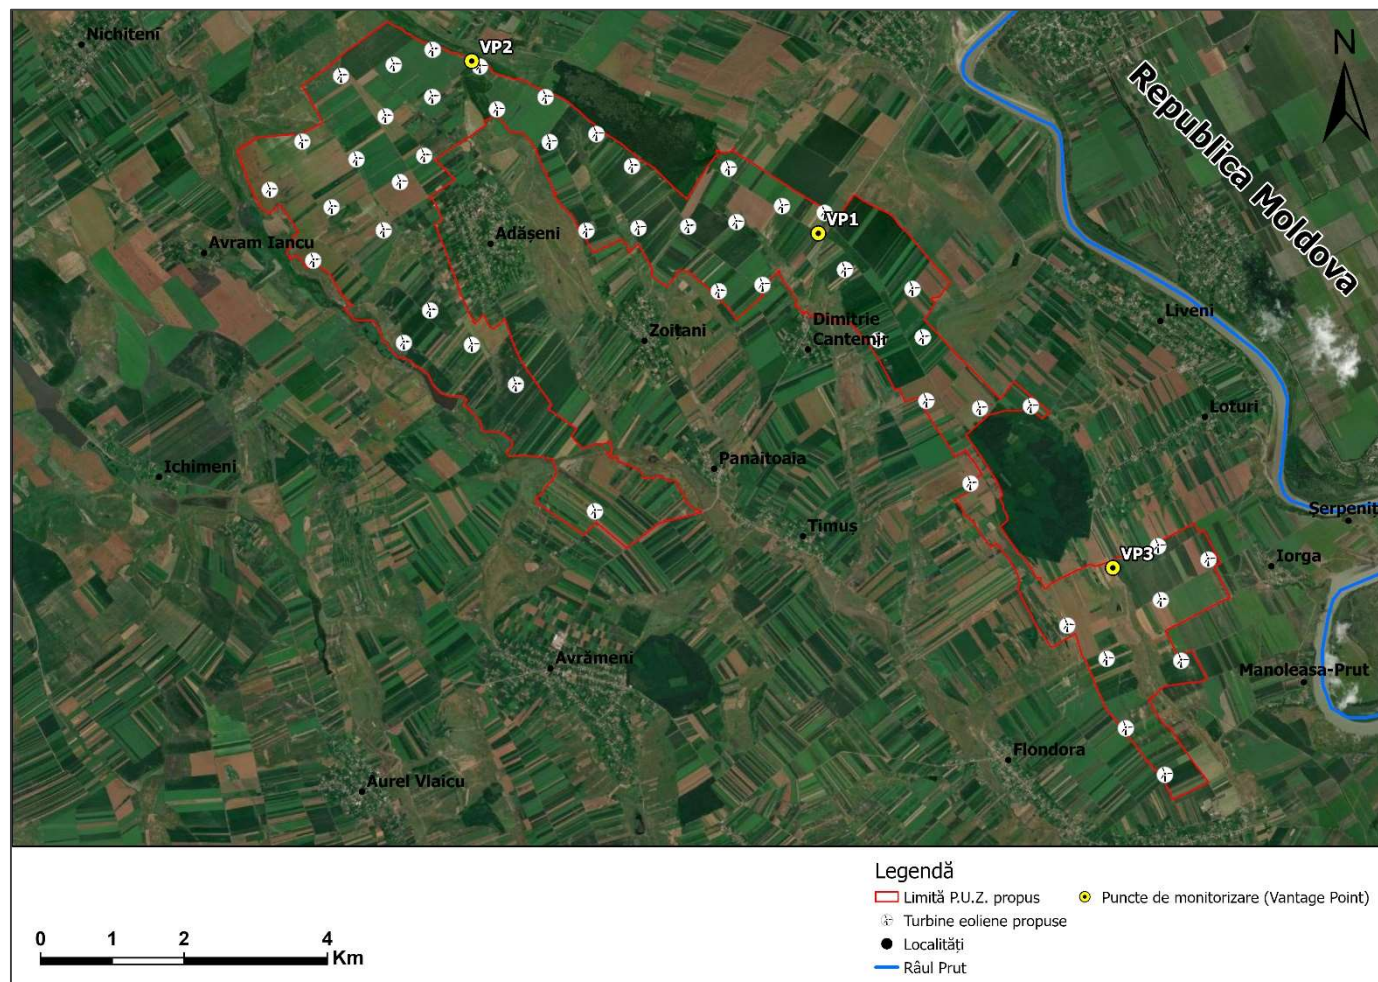 Nichiteni
VP2
N
Republica Moldova
Avram Iancu
Adășeni
VP1
Zoițani
Dimitrie
Cantemir
Liveni
Loturi
Ichimeni
Panaitoaia
Timuș
Șerpeniț
VP3
Iorga
Avrămeni
Manoleasa-Prut
Flondora
Aurel Vlaicu
Legendă
Limită P.U.Z. propus
Puncte de monitorizare (Vantage Point)
Turbine eoliene propuse
Localități
Râul Prut
0 1 2 4
Km